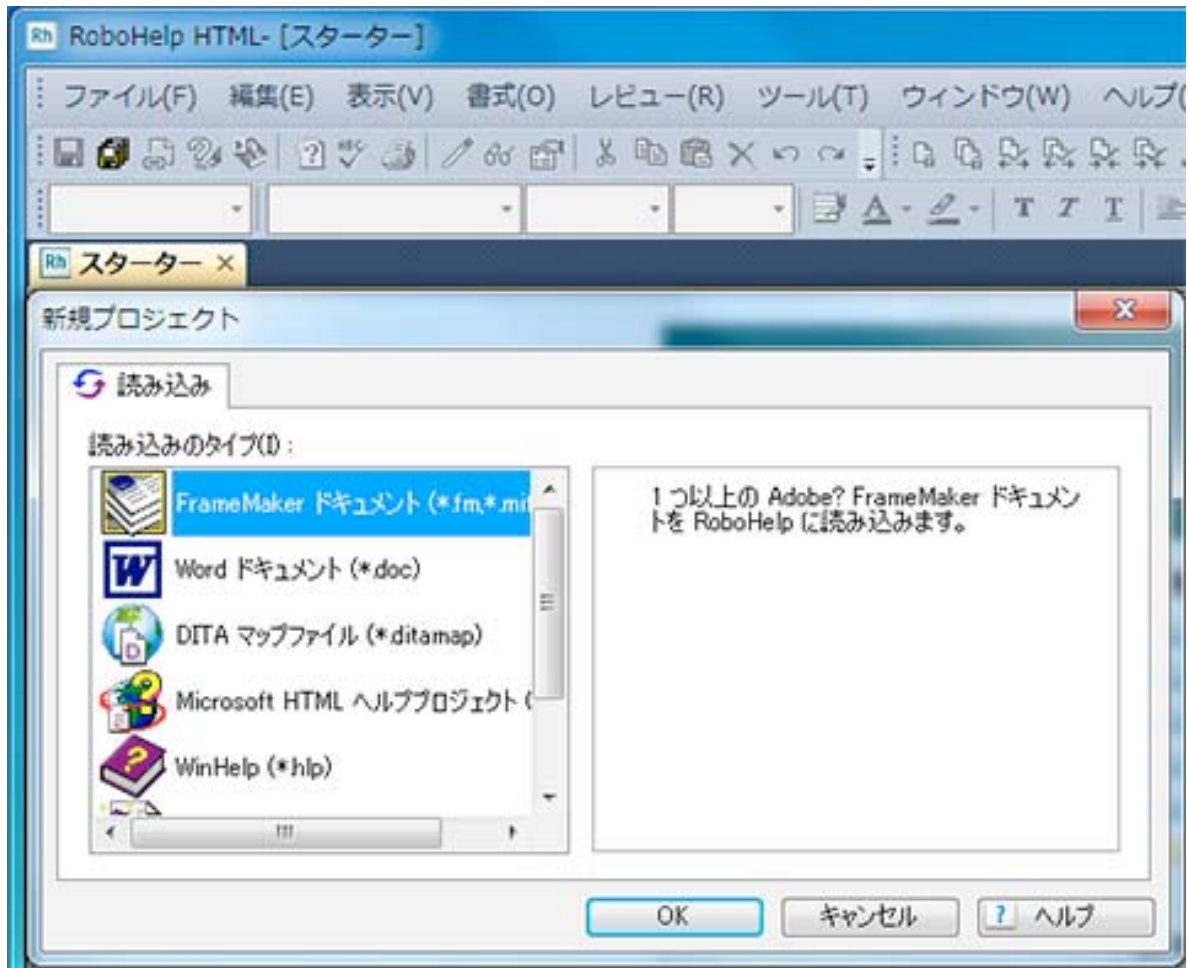 RoboHelp HTML- [スターター]
ファイル(F) 編集(E) 表示(V) 書式(O) レビュー(R) ツール(T) ウィンドウ(W) ヘルプ(
スターター
新規プロジェクト
読み込み
読み込みのタイプ(I) :
FrameMaker ドキュメント (*.fm,*.mif
Word ドキュメント (*.doc)
DITA マップファイル (*.ditamap)
Microsoft HTML ヘルププロジェクト (
WinHelp (*.hlp)
1 つ以上の Adobe? FrameMaker ドキュメン
トを RoboHelp に読み込みます。
OK キャンセル ヘルプ